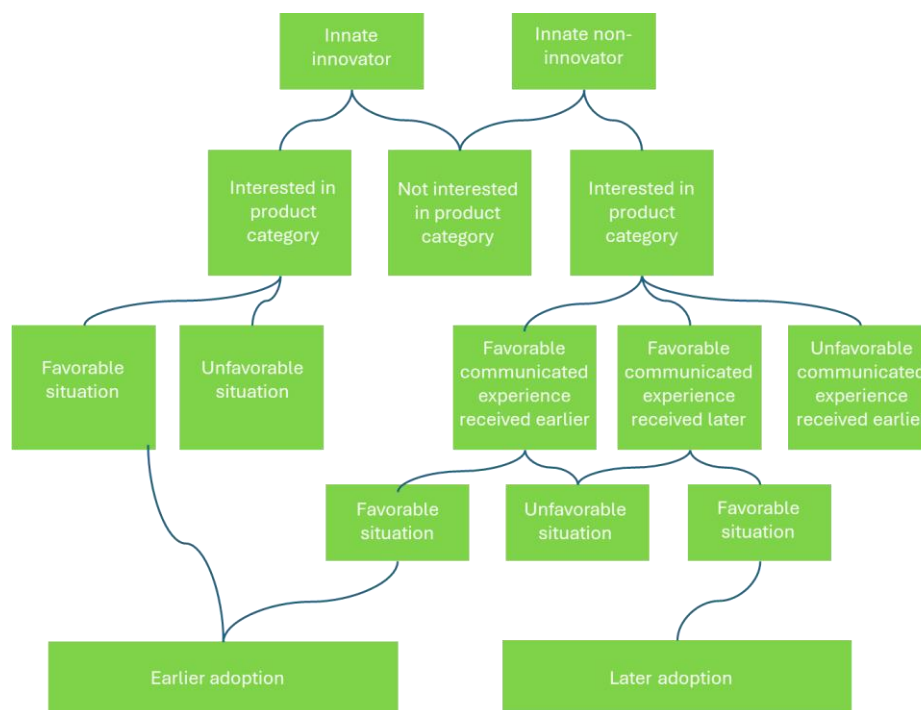 Innate
innovator
Innate non-
innovator
Interested in
product
category
Not interested
in product
category
Interested in
product
category
Favorable
situation
Unfavorable
situation
Favorable
communicated
experience
received earlier
Favorable
communicated
experience
received later
Unfavorable
communicated
experience
received earlier
Favorable
situation
Unfavorable
situation
Favorable
situation
Earlier adoption
Later adoption